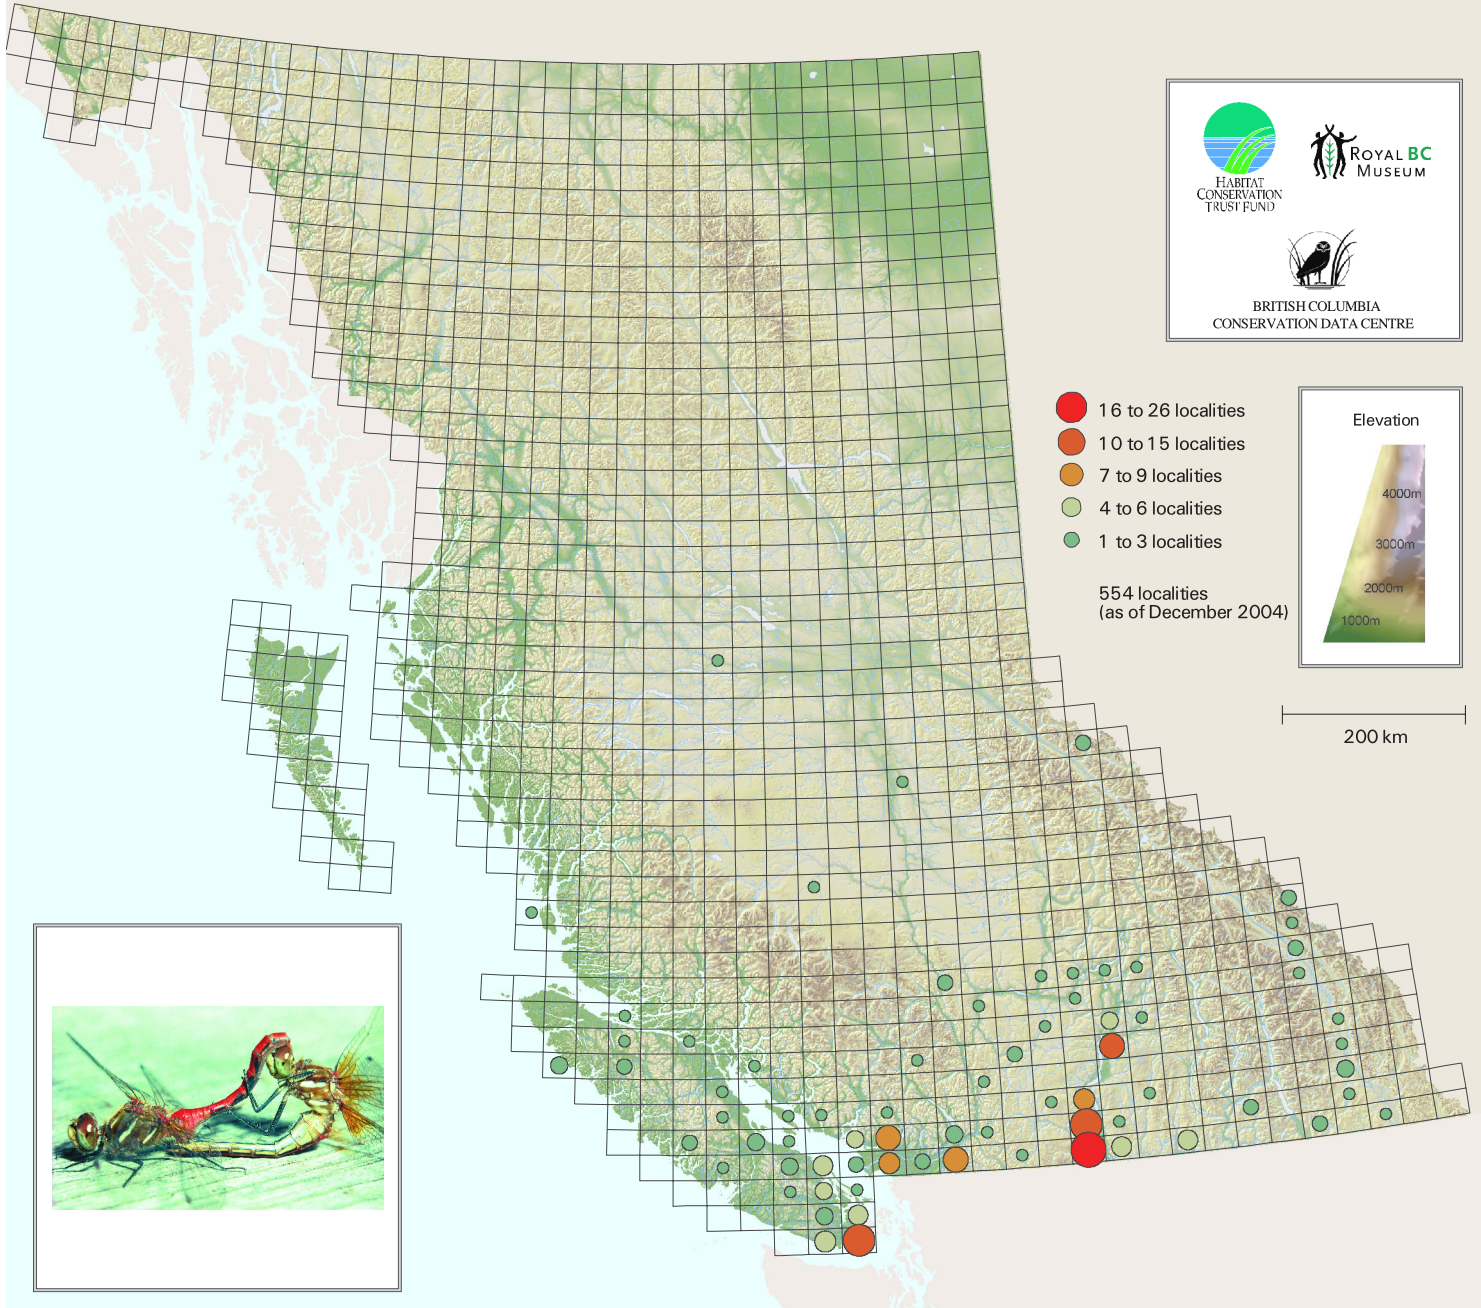 HABITAT
CONSERVATION
TRUST FUND
ROYAL BC
MUSEUM
BRITISH COLUMBIA
CONSERVATION DATA CENTRE
16 to 26 localities
10 to 15 localities
7 to 9 localities
4 to 6 localities
1 to 3 localities
554 localities
(as of December 2004)
Elevation
4000m
3000m
2000m
1000m
200 km